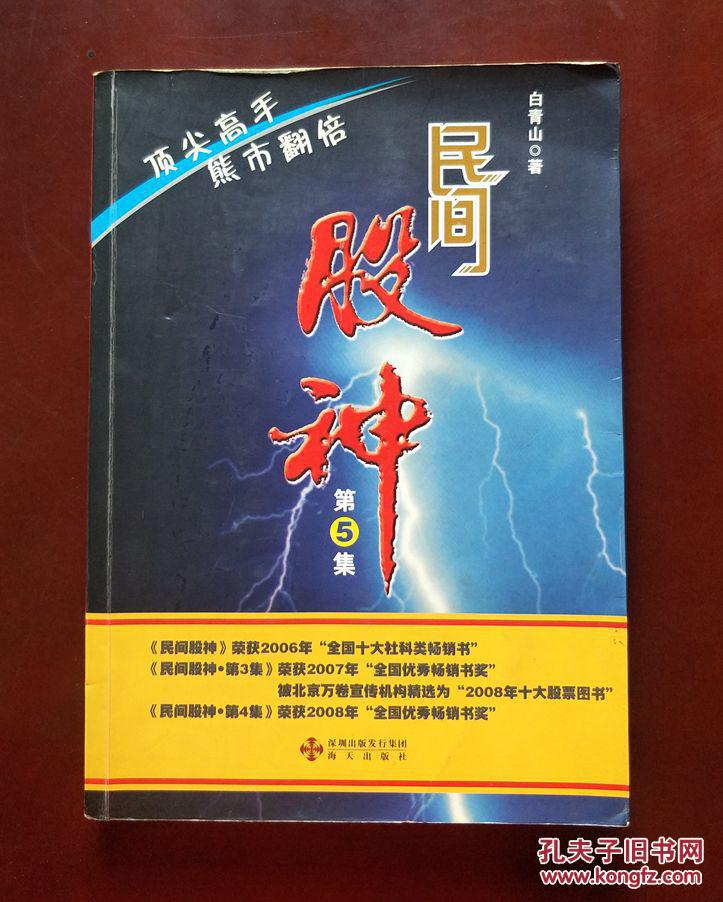 顶尖高手
熊市翻倍
白青山◎著
民间
股神
第5集
《民间股神》荣获2006年“全国十大社科类畅销书”
《民间股神•第3集》荣获2007年“全国优秀畅销书奖”
被北京万卷宣传机构精选为“2008年十大股票图书”
《民间股神•第4集》荣获2008年“全国优秀畅销书奖”
深圳出版发行集团
海天出版社
孔夫子旧书网
www.kongfz.com